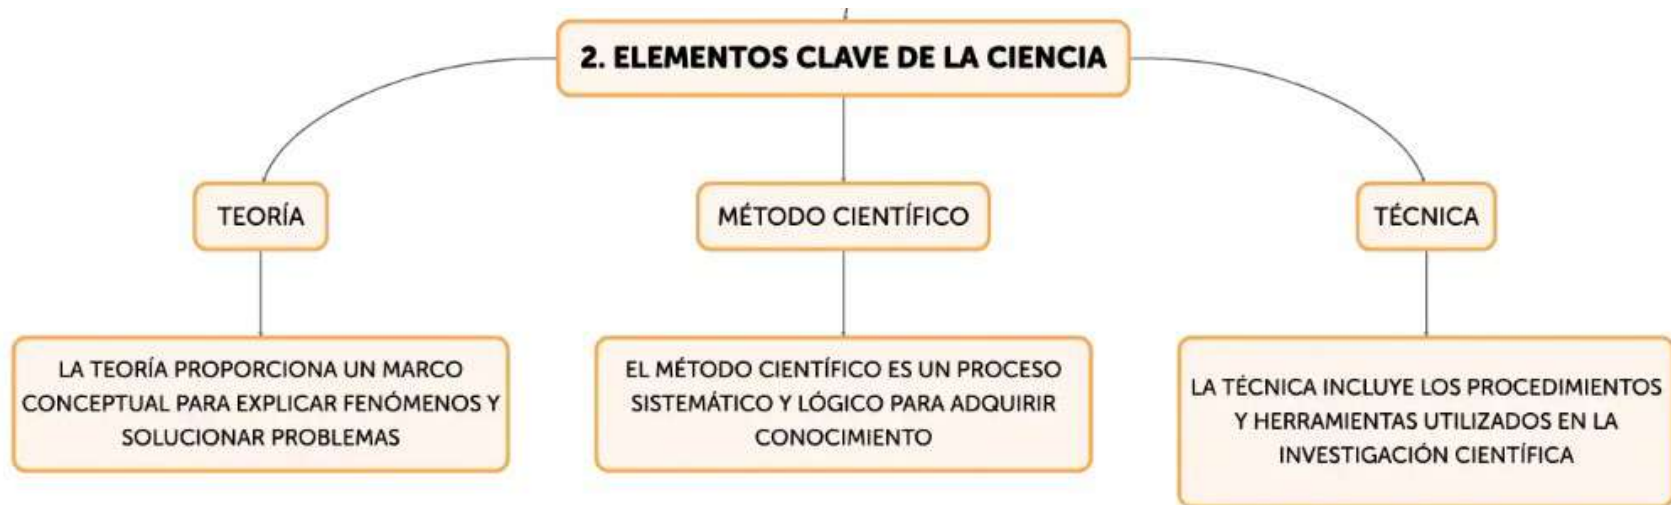 2. ELEMENTOS CLAVE DE LA CIENCIA
TEORÍA
MÉTODO CIENTÍFICO
TÉCNICA
LA TEORÍA PROPORCIONA UN MARCO
CONCEPTUAL PARA EXPLICAR FENÓMENOS Y
SOLUCIONAR PROBLEMAS
EL MÉTODO CIENTÍFICO ES UN PROCESO
SISTEMÁTICO Y LÓGICO PARA ADQUIRIR
CONOCIMIENTO
LA TÉCNICA INCLUYE LOS PROCEDIMIENTOS
Y HERRAMIENTAS UTILIZADOS EN LA
INVESTIGACIÓN CIENTÍFICA